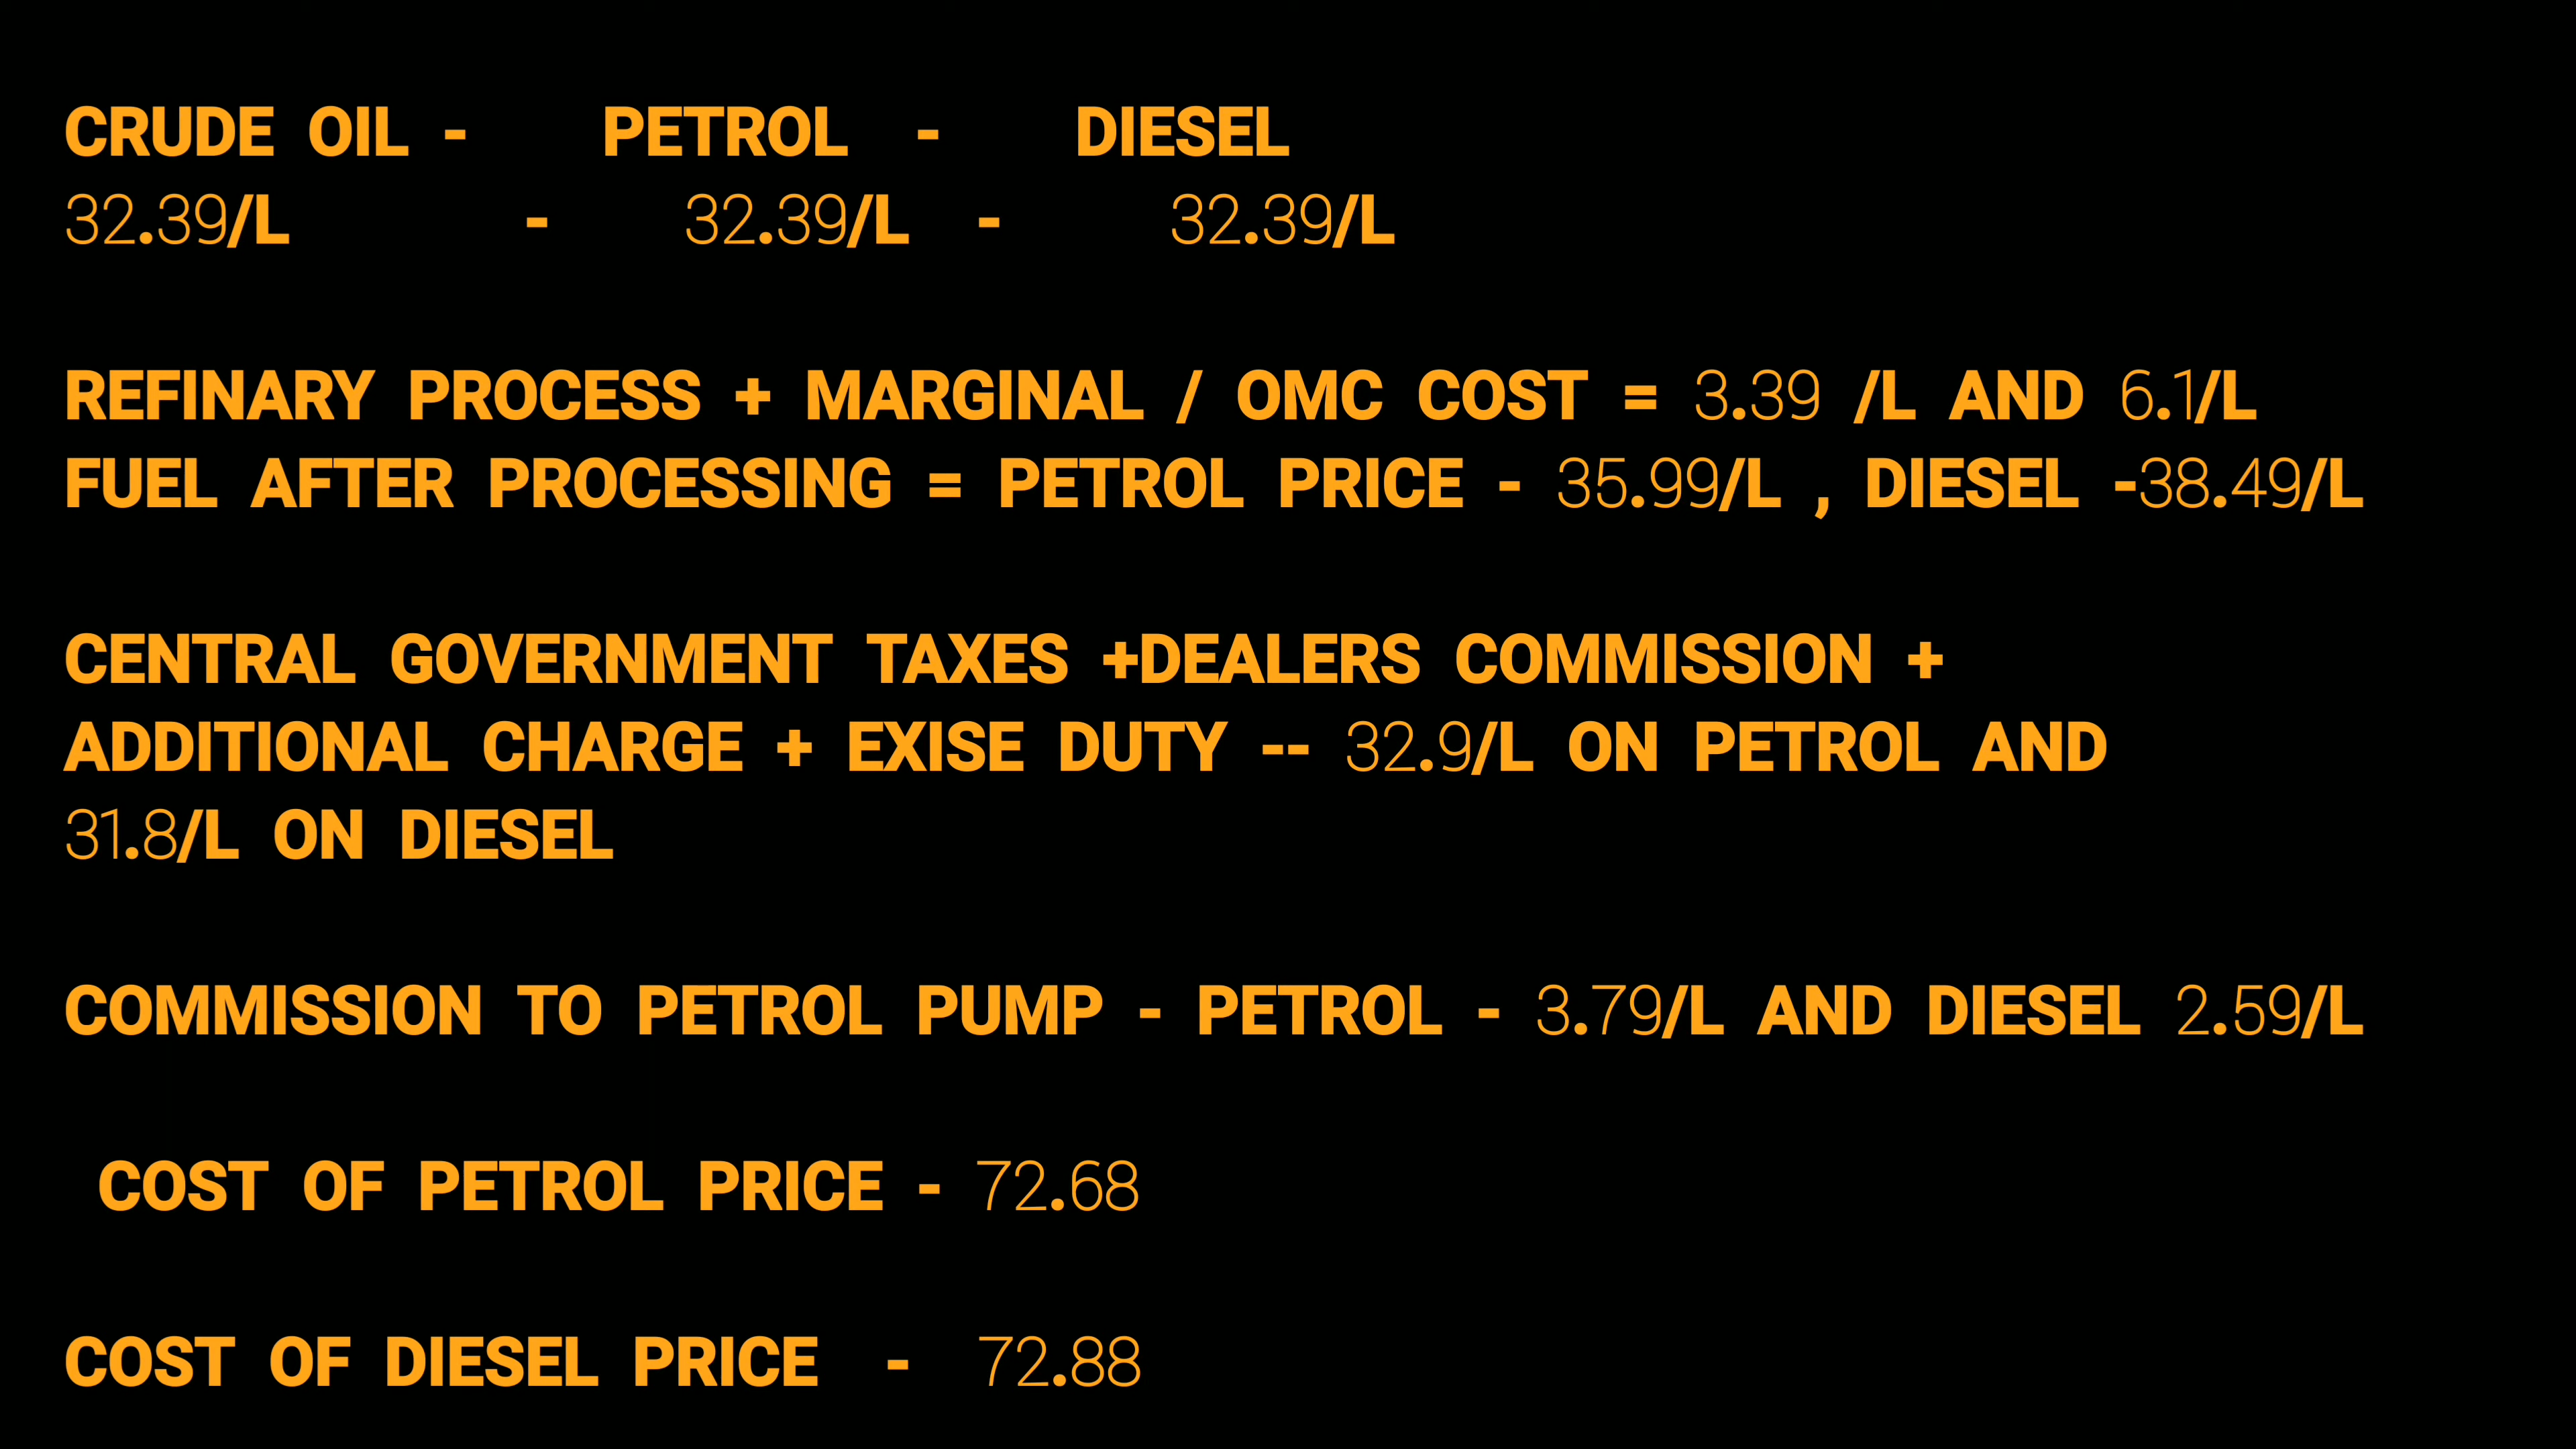 CRUDE OIL - PETROL - DIESEL
32.39/L - 32.39/L - 32.39/L
REFINARY PROCESS + MARGINAL / OMC COST = 3.39 /L AND 6.1/L
FUEL AFTER PROCESSING = PETROL PRICE - 35.99/L , DIESEL -38.49/L
CENTRAL GOVERNMENT TAXES +DEALERS COMMISSION +
ADDITIONAL CHARGE + EXISE DUTY -- 32.9/L ON PETROL AND
31.8/L ON DIESEL
COMMISSION TO PETROL PUMP - PETROL - 3.79/L AND DIESEL 2.59/L
COST OF PETROL PRICE - 72.68
COST OF DIESEL PRICE - 72.88